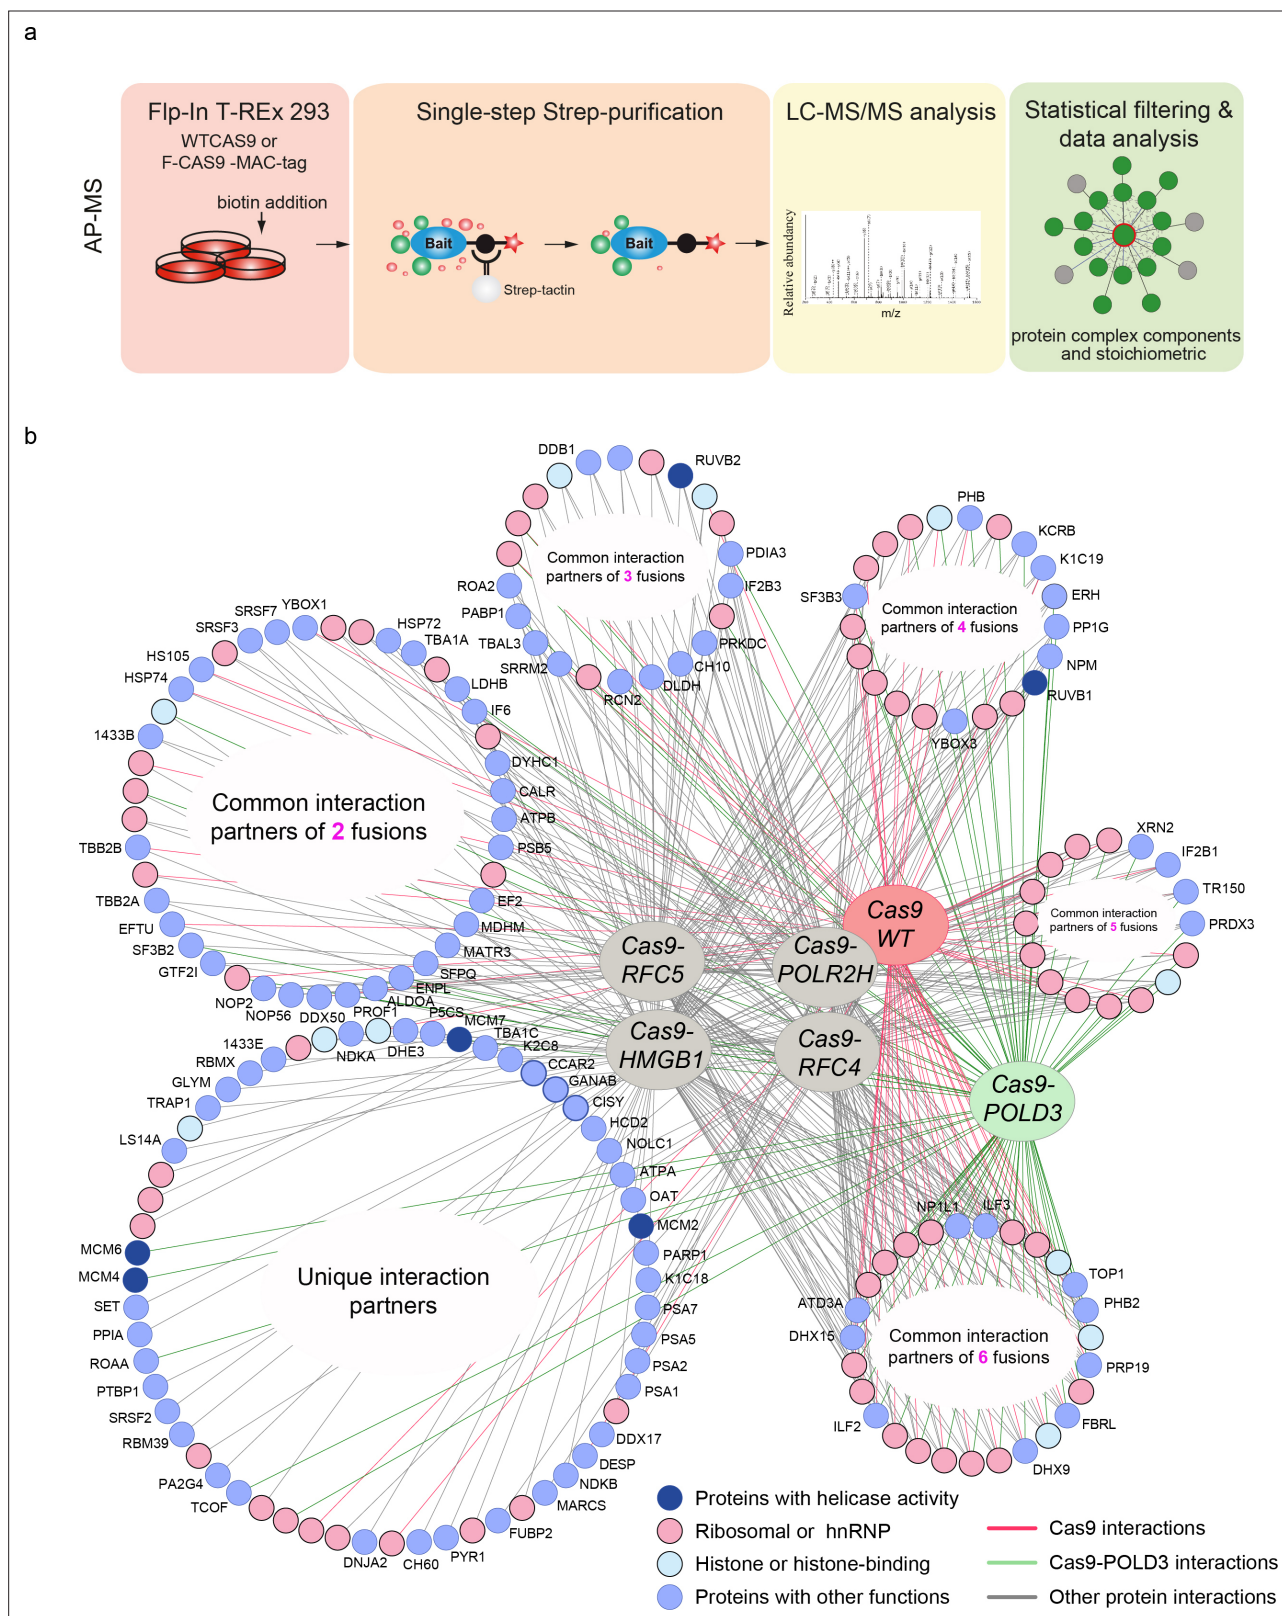 a
AP-MS
Flp-In T-REx 293
WTCAS9 or
F-CAS9 -MAC-tag
biotin addition
Single-step Strep-purification
Bait
Strep-tactin
Bait
LC-MS/MS analysis
Relative abundancy
m/z
Statistical filtering &
data analysis
protein complex components
and stoichiometric
b
DDB1
RUVB2
PDIA3
IF2B3
PRKDC
CH10
DLDH
RCN2
SRRM2
TBAL3
PABP1
ROA2
Common interaction
partners of 3 fusions
PHB
KCRB
K1C19
ERH
PP1G
NPM
RUVB1
YBOX3
SF3B3
Common interaction
partners of 4 fusions
YBOX1
SRSF7
SRSF3
HS105
HSP74
1433B
TBB2B
TBB2A
EFTU
SF3B2
GTF2I
NOP2
NOP56
DDX50
ALDOA
ENPL
SFPQ
MATR3
MDHM
EF2
PSB5
ATPB
CALR
DYHC1
IF6
LDHB
TBA1A
HSP72
Common interaction
partners of 2 fusions
XRN2
IF2B1
TR150
PRDX3
Common interaction
partners of 5 fusions
Cas9
WT
Cas9-
RFC5
Cas9-
POLR2H
Cas9-
HMGB1
Cas9-
RFC4
Cas9-
POLD3
PROF1
P5CS
MCM7
TBA1C
K2C8
CCAR2
GANAB
CISY
HCD2
NOLC1
ATPA
OAT
MCM2
PARP1
K1C18
PSA7
PSA5
PSA2
PSA1
DDX17
DESP
NDKB
MARCS
FUBP2
PYR1
CH60
DNJA2
TCOF
PA2G4
RBM39
SRSF2
PTBP1
ROAA
PPIA
SET
MCM4
MCM6
LS14A
TRAP1
GLYM
RBMX
1433E
NDKA
DHE3
Unique interaction
partners
NP1L1
ILF3
TOP1
PHB2
PRP19
FBRL
DHX9
ILF2
DHX15
ATD3A
Common interaction
partners of 6 fusions
Proteins with helicase activity
Ribosomal or hnRNP
Histone or histone-binding
Proteins with other functions
Cas9 interactions
Cas9-POLD3 interactions
Other protein interactions